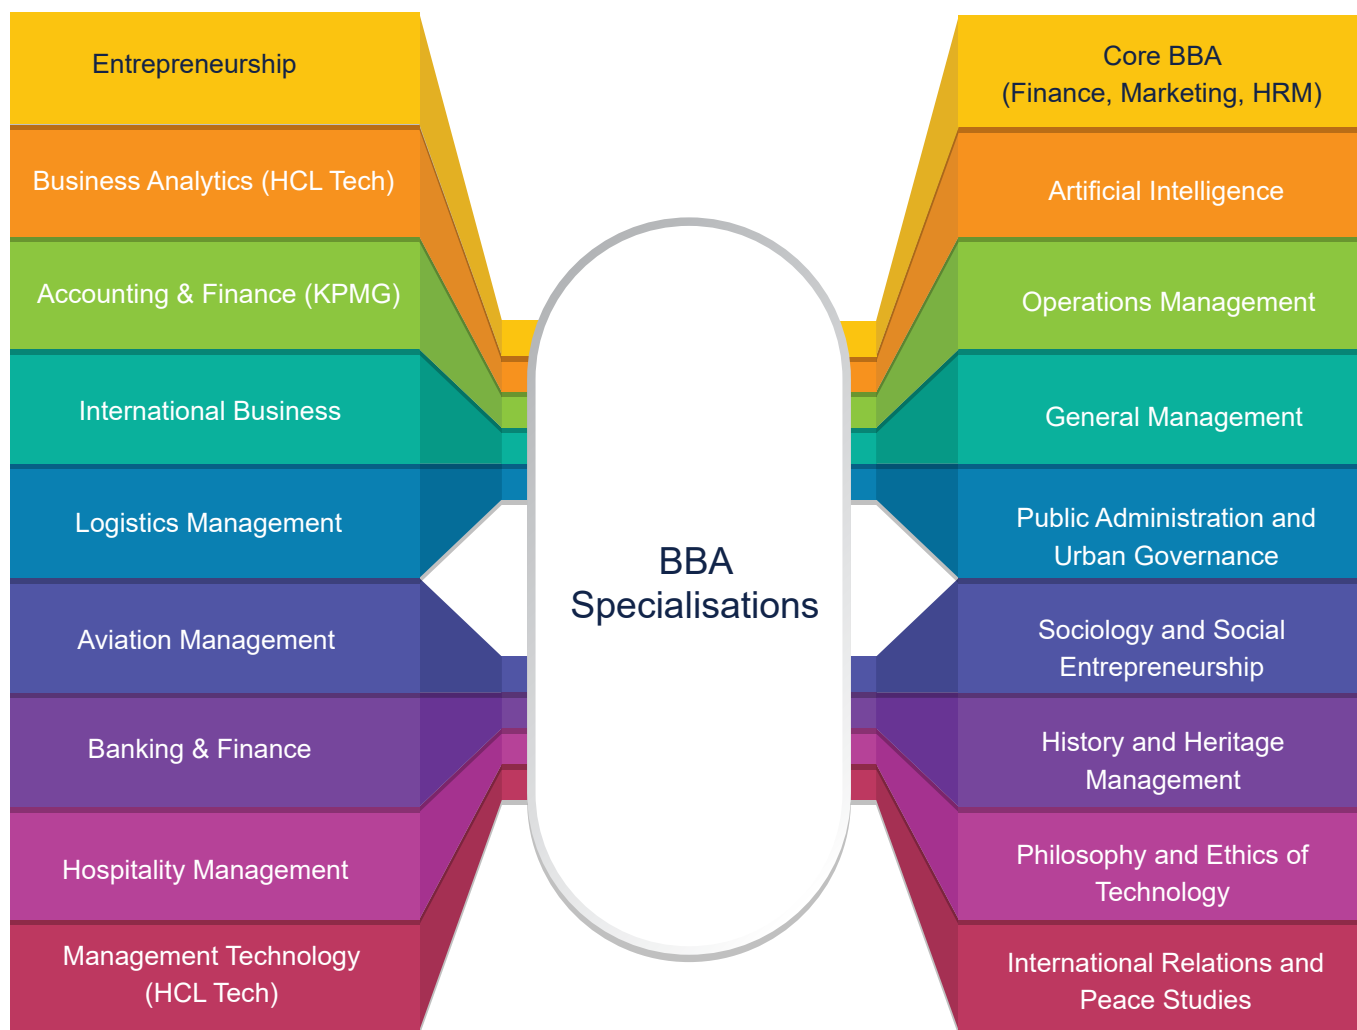 Entrepreneurship
Business Analytics (HCL Tech)
Accounting & Finance (KPMG)
International Business
Logistics Management
Aviation Management
Banking & Finance
Hospitality Management
Management Technology
(HCL Tech)
BBA
Specialisations
Core BBA
(Finance, Marketing, HRM)
Artificial Intelligence
Operations Management
General Management
Public Administration and
Urban Governance
Sociology and Social
Entrepreneurship
History and Heritage
Management
Philosophy and Ethics of
Technology
International Relations and
Peace Studies